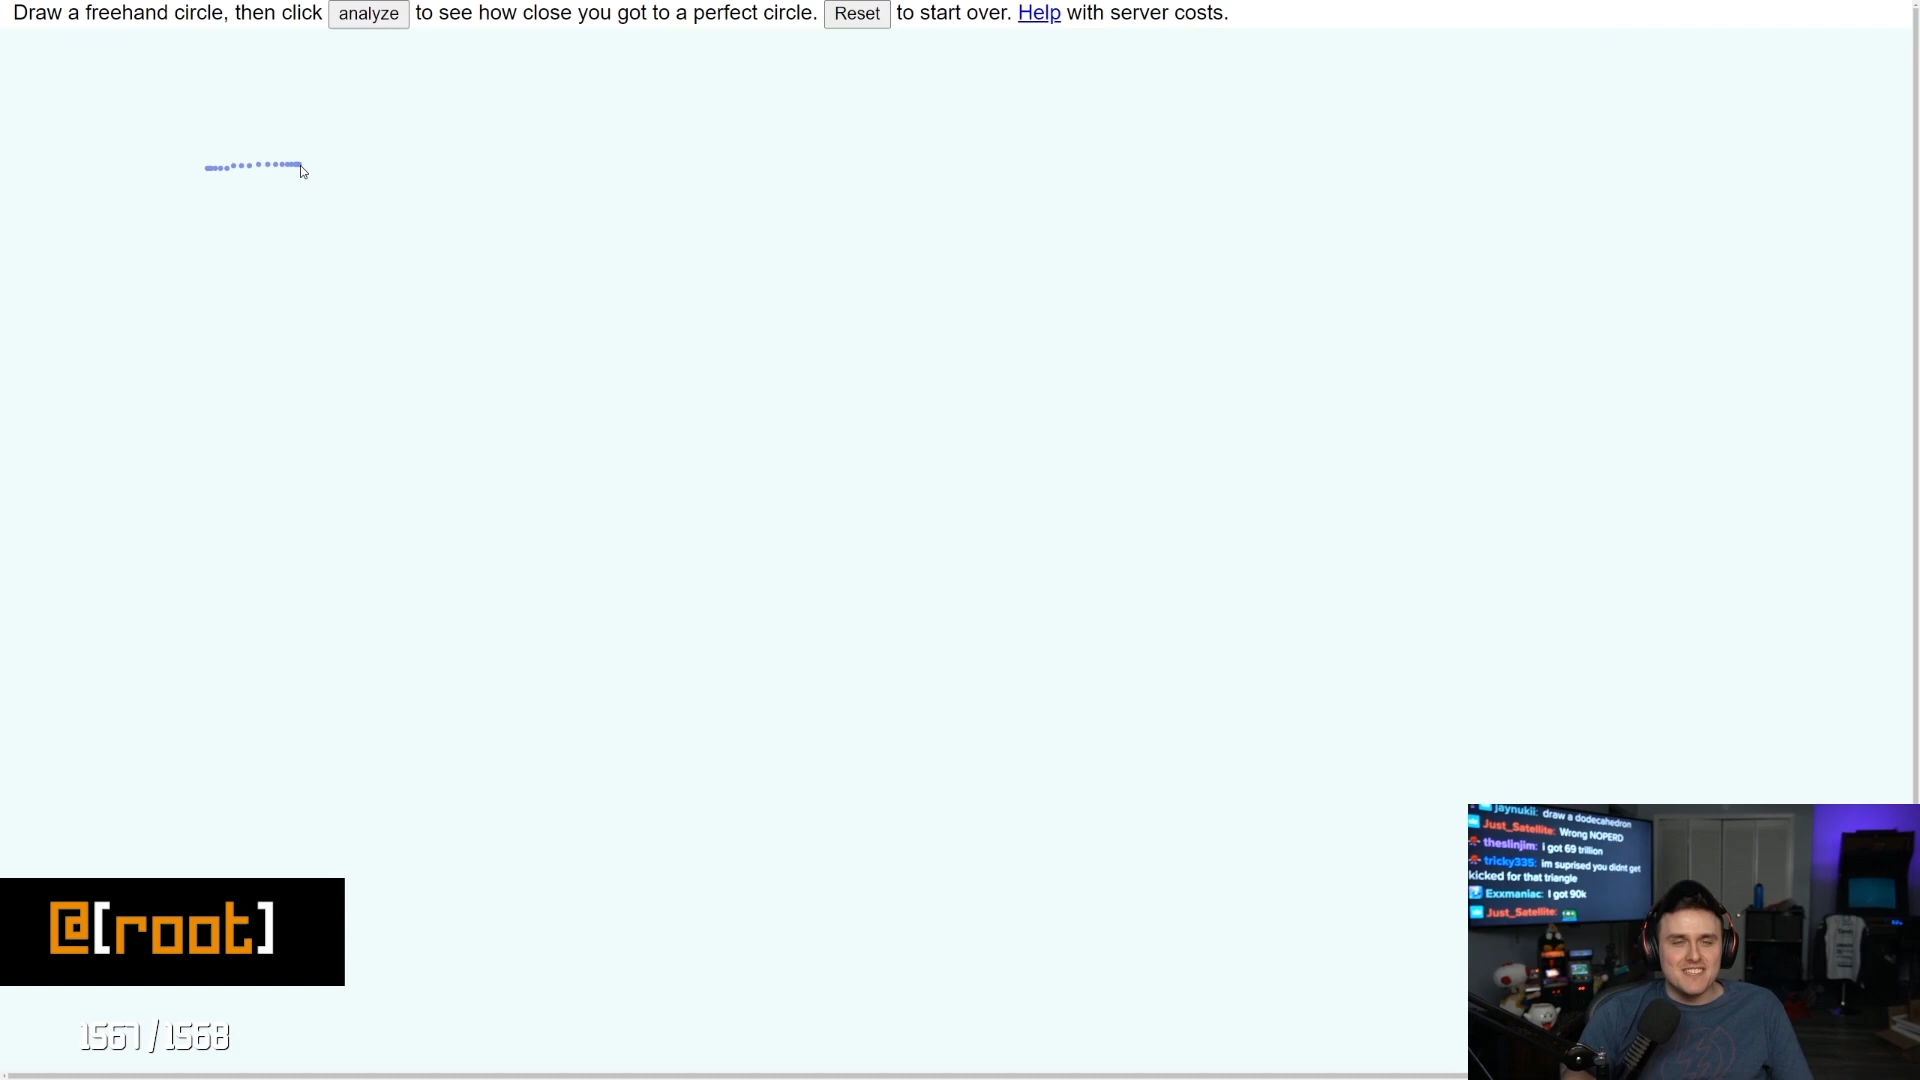 Draw a freehand circle, then click analyze to see how close you got to a perfect circle. Reset to start over. Help with server costs.
jaynukii: draw a dodecahedron
Just_Satellite: Wrong NOPERD
theslinjim: i got 69 trillion
tricky335: im suprised you didnt get
kicked for that triangle
Exxmaniac: I got 90k
Just_Satellite:
@[root]
1567/1568